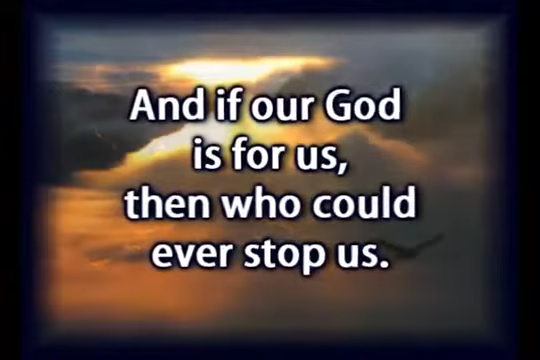 And if our God
is for us,
then who could
ever stop us.